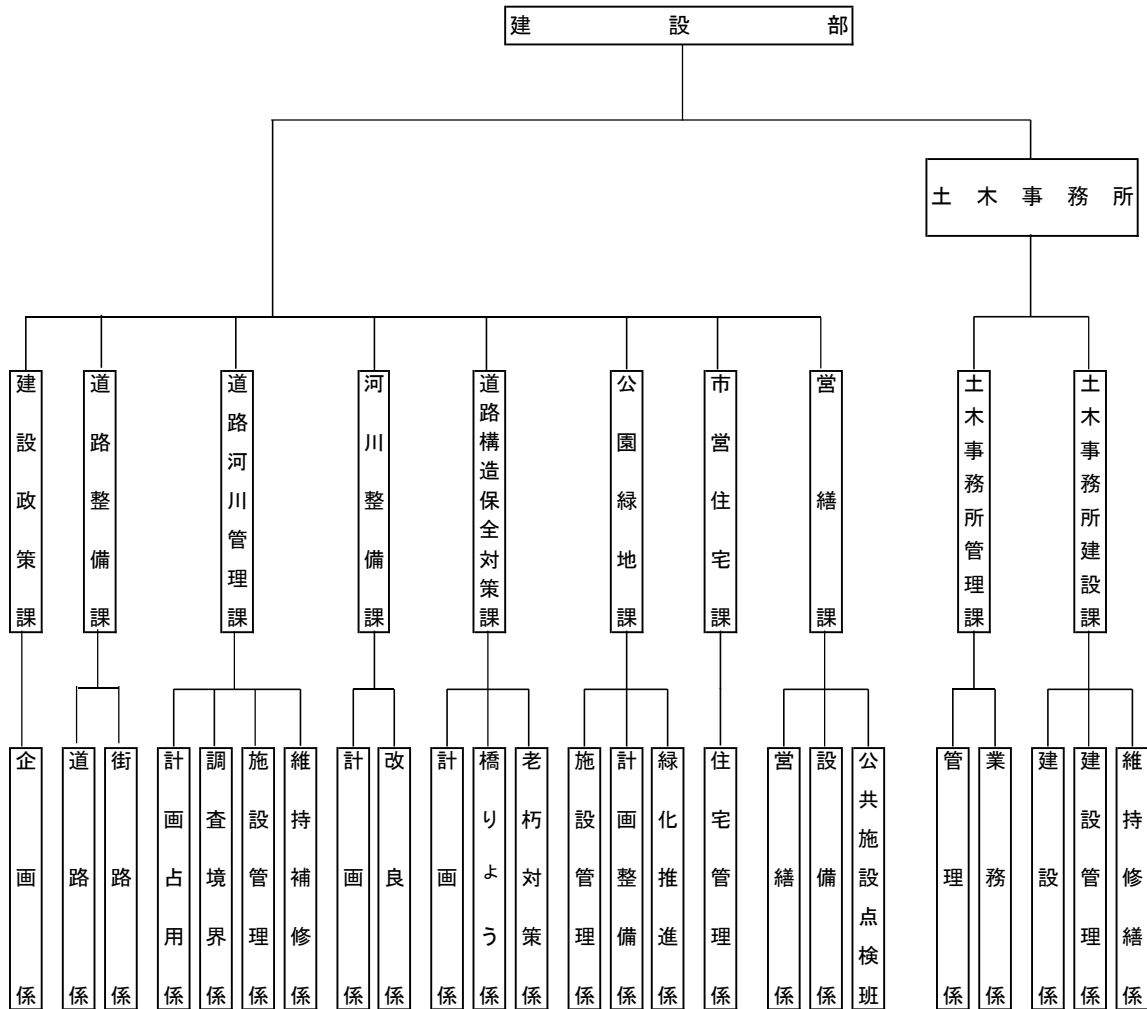 建設部
土木事務所
建設政策課
道路整備課
道路河川管理課
河川整備課
道路構造保全対策課
公園緑地課
市営住宅課
営繕課
土木事務所管理課
土木事務所建設課
企画係
道路係
街路係
計画占用係
調査境界係
施設管理係
維持補修係
計画係
改良係
計画係
橋りょう係
老朽対策係
施設管理係
計画整備係
緑化推進係
住宅管理係
営繕係
設備係
公共施設点検班
管理係
業務係
建設係
建設管理係
維持修繕係